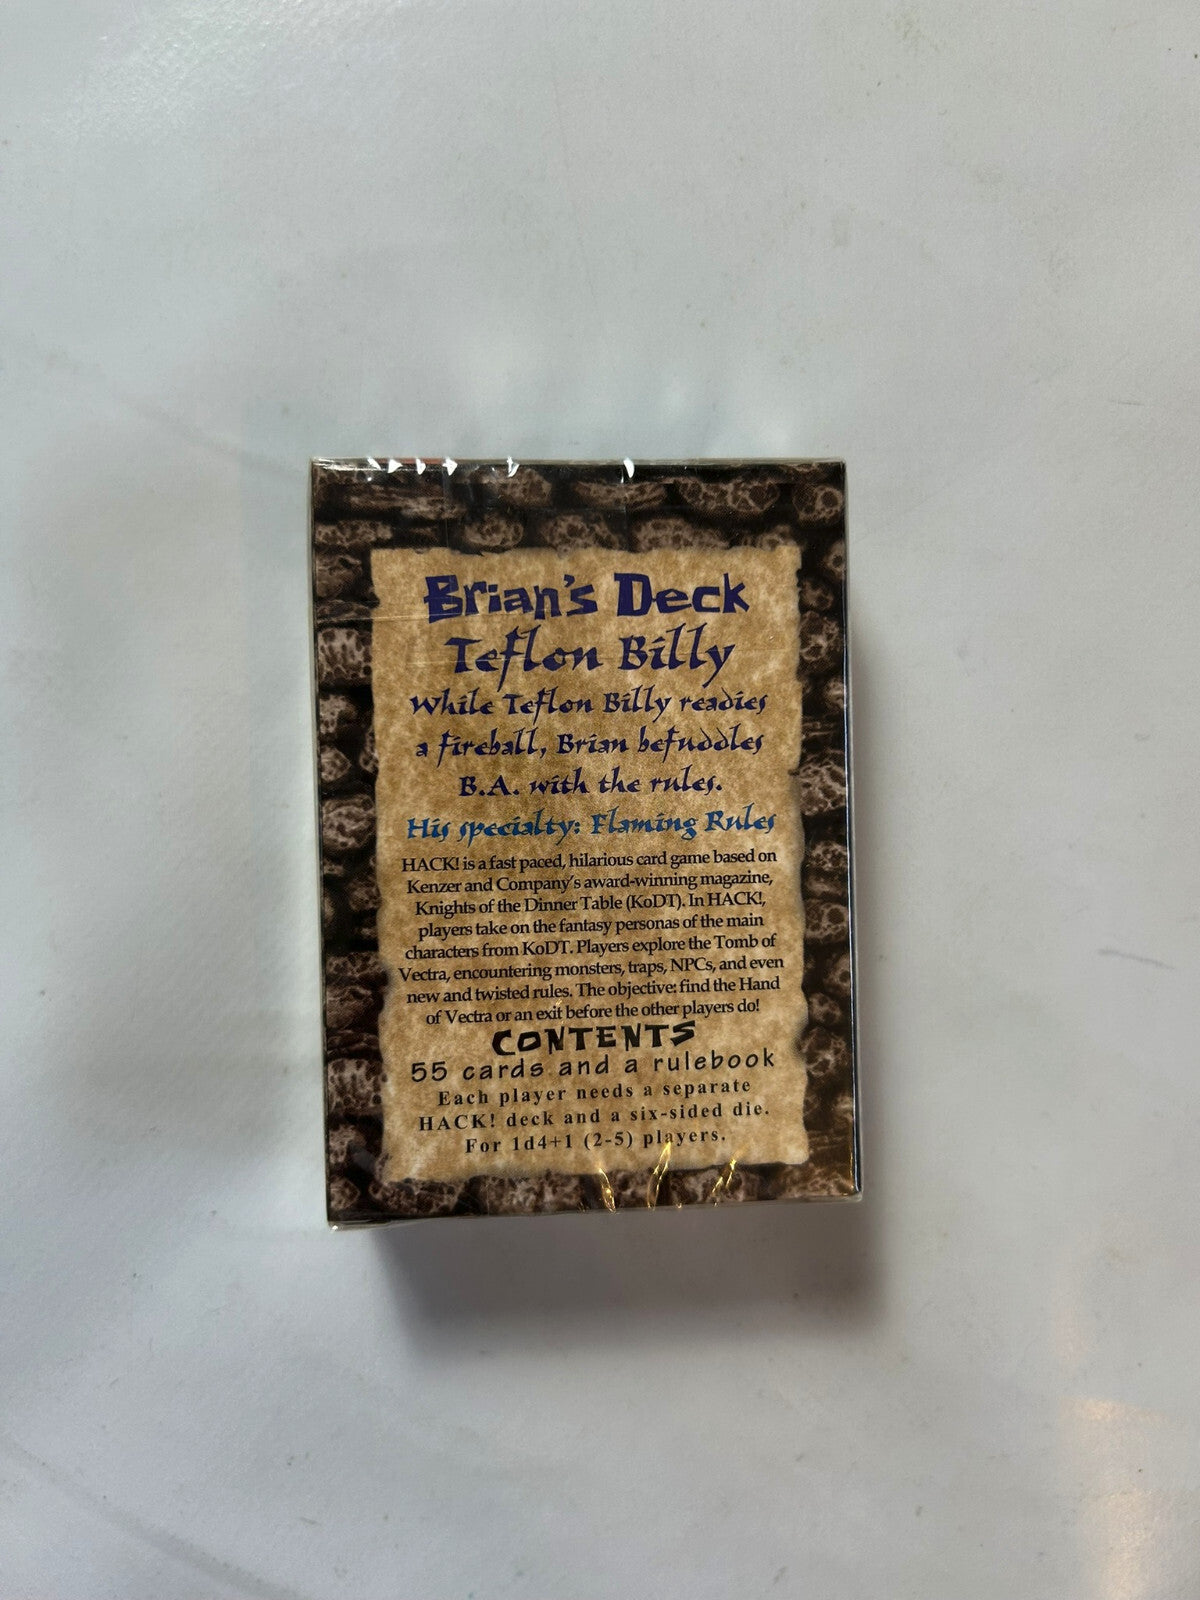 Brian's Deck
Teflon Billy
While Teflon Billy readies
a fireball, Brian befuddles
B.A. with the rules.
His specialty: Flaming Rules
HACK! is a fast paced, hilarious card game based on
Kenzer and Company's award-winning magazine,
Knights of the Dinner Table (KoDT). In HACK!,
players take on the fantasy personas of the main
characters from KoDT. Players explore the Tomb of
Vectra, encountering monsters, traps, NPCs, and even
new and twisted rules. The objective: find the Hand
of Vectra or an exit before the other players do!
CONTENTS
55 cards and a rulebook
Each player needs a separate
HACK! deck and a six-sided die.
For 1d4+1 (2-5) players.